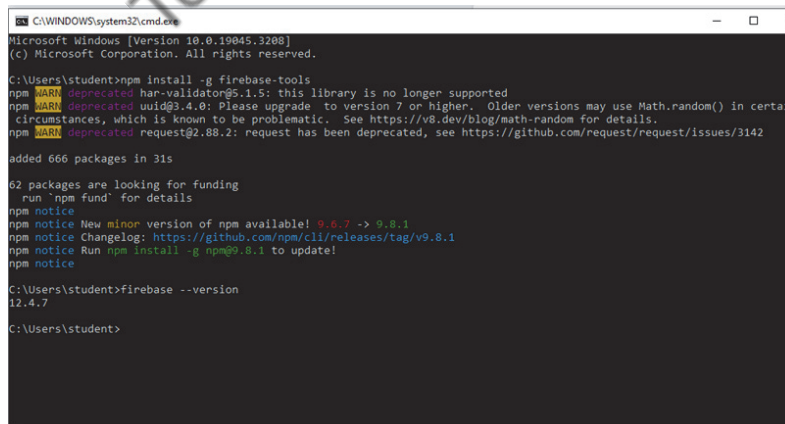 C:\WINDOWS\system32\cmd.exe
Microsoft Windows [Version 10.0.19045.3208]
(c) Microsoft Corporation. All rights reserved.
C:\Users\student>npm install -g firebase-tools
npm WARN deprecated har-validator@5.1.5: this library is no longer supported
npm WARN deprecated uuid@3.4.0: Please upgrade  to version 7 or higher.  Older versions may use Math.random() in certa
circumstances, which is known to be problematic.  See https://v8.dev/blog/math-random for details.
npm WARN deprecated request@2.88.2: request has been deprecated, see https://github.com/request/request/issues/3142
added 666 packages in 31s
62 packages are looking for funding
run `npm fund` for details
npm notice
npm notice New minor version of npm available! 9.6.7 -> 9.8.1
npm notice Changelog: https://github.com/npm/cli/releases/tag/v9.8.1
npm notice Run npm install -g npm@9.8.1 to update!
npm notice
C:\Users\student>firebase --version
12.4.7
C:\Users\student>